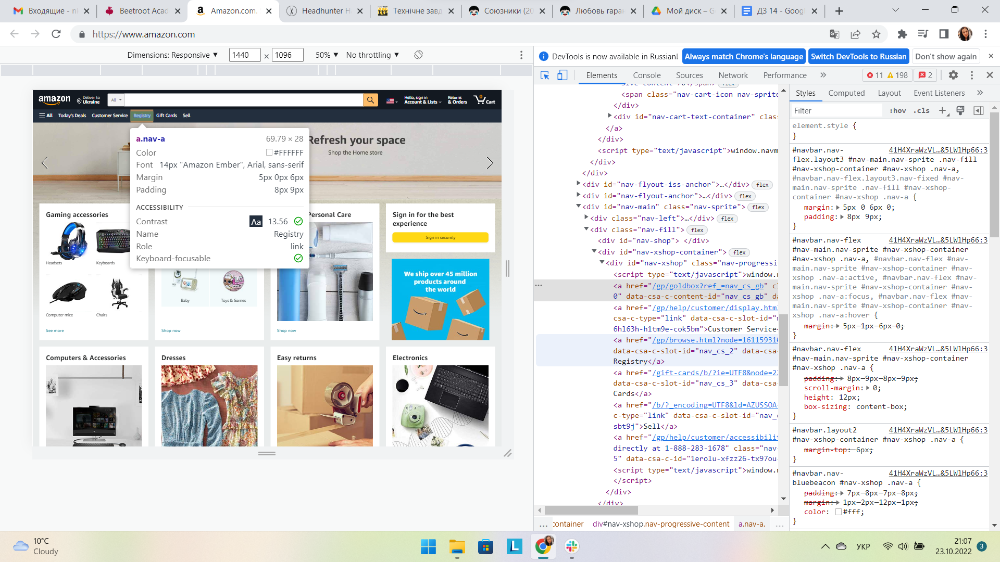 Входящие - ni
Beetroot Acad
Amazon.com.
Headhunter H
Технічне завд
Союзники (20
Любовь гаран
Мой диск – G
ДЗ 14 - Googl
https://www.amazon.com
Dimensions: Responsive
1440
×
1096
50%
No throttling
DevTools is now available in Russian!
Always match Chrome's language
Switch DevTools to Russian
Don't show again
Elements
Console
Sources
Network
Performance
11
198
2
amazon
Deliver to
Ukraine
All
Hello, sign in
Account & Lists
Returns
& Orders
0
Cart
All
Today's Deals
Customer Service
Registry
Gift Cards
Sell
Refresh your space
Shop the Home store
a.nav-a
69.79 × 28
Color
#FFFFFF
Font
14px "Amazon Ember", Arial, sans-serif
Margin
5px 0px 6px
Padding
8px 9px
ACCESSIBILITY
Contrast
Aa
13.56
Name
Registry
Role
link
Keyboard-focusable
Gaming accessories
Headsets
Keyboards
Computer mice
Chairs
See more
Baby
Toys & Games
Shop now
Personal Care
Shop now
Sign in for the best
experience
Sign in securely
We ship over 45 million
products around
the world
Computers & Accessories
Dresses
Easy returns
Electronics
<span class="nav-cart-icon nav-sprite
</div>
<div id="nav-cart-text-container" clas
</a>
</div>
<script type="text/javascript">window.navm
</div>
</div>
<div id="nav-flyout-iss-anchor">…</div> flex
<div id="nav-flyout-anchor">…</div> flex
<div id="nav-main" class="nav-sprite"> flex
<div class="nav-left">…</div> flex
<div class="nav-fill"> flex
<div id="nav-shop"> </div>
<div id="nav-xshop-container"> flex
<div id="nav-xshop" class="nav-progressi
<script type="text/javascript">window.n
<a href="/gp/goldbox?ref_=nav_cs_gb" cl
0" data-csa-c-content-id="nav_cs_gb" da
<a href="/gp/help/customer/display.html
csa-c-type="link" data-csa-c-slot-id="n
6hl63h-h1tm9e-cok5bm">Customer Service<
<a href="/gp/browse.html?node=161159310
data-csa-c-slot-id="nav_cs_2" data-csa-
Registry</a>
<a href="/gift-cards/b/?ie=UTF8&node=22
data-csa-c-slot-id="nav_cs_3" data-csa-
Cards</a>
<a href="/b/?_encoding=UTF8&ld=AZUSSOA-
c-type="link" data-csa-c-slot-id="nav_c
sbt9j">Sell</a>
<a href="/gp/help/customer/accessibilit
directly at 1-888-283-1678" class="nav-
5" data-csa-c-id="1erolu-xfzz26-tx97ou-
<script type="text/javascript">window.n
</script>
</div>
</div>
...
container
div#nav-xshop.nav-progressive-content
a.nav-a.
...
Styles
Computed
Layout
Event Listeners
Filter
:hov
.cls
element.style {
}
#navbar.nav-
41H4XraWzVL…&5LWlHp66:3
flex.layout3 #nav-main.nav-sprite .nav-fill
#nav-xshop-container #nav-xshop .nav-a,
#navbar.nav-flex.layout3.nav-fixed #nav-
main.nav-sprite .nav-fill #nav-xshop-
container #nav-xshop .nav-a {
margin: 5px 0 6px 0;
padding: 8px 9px;
}
#navbar.nav-flex
41H4XraWzVL…&5LWlHp66:3
#nav-main.nav-sprite #nav-xshop-container
#nav-xshop .nav-a, #navbar.nav-flex #nav-
main.nav-sprite #nav-xshop-container #nav-
xshop .nav-a:active, #navbar.nav-flex #nav-
main.nav-sprite #nav-xshop-container #nav-
xshop .nav-a:focus, #navbar.nav-flex #nav-
main.nav-sprite #nav-xshop-container #nav-
xshop .nav-a:hover {
margin: 5px 1px 6px 0;
}
#navbar.nav-flex
41H4XraWzVL…&5LWlHp66:3
#nav-main.nav-sprite #nav-xshop-container
#nav-xshop .nav-a {
padding: 8px 9px 8px 9px;
scroll-margin: 0;
height: 12px;
box-sizing: content-box;
}
#navbar.layout2
41H4XraWzVL…&5LWlHp66:3
#nav-xshop-container #nav-xshop .nav-a {
margin-top: 6px;
}
#navbar.nav-
41H4XraWzVL…&5LWlHp66:3
bluebeacon #nav-xshop .nav-a {
padding: 7px 8px 7px 8px;
margin: 1px 2px 12px 1px;
color: #fff;
}
10°C
Cloudy
УКР
21:07
23.10.2022
3